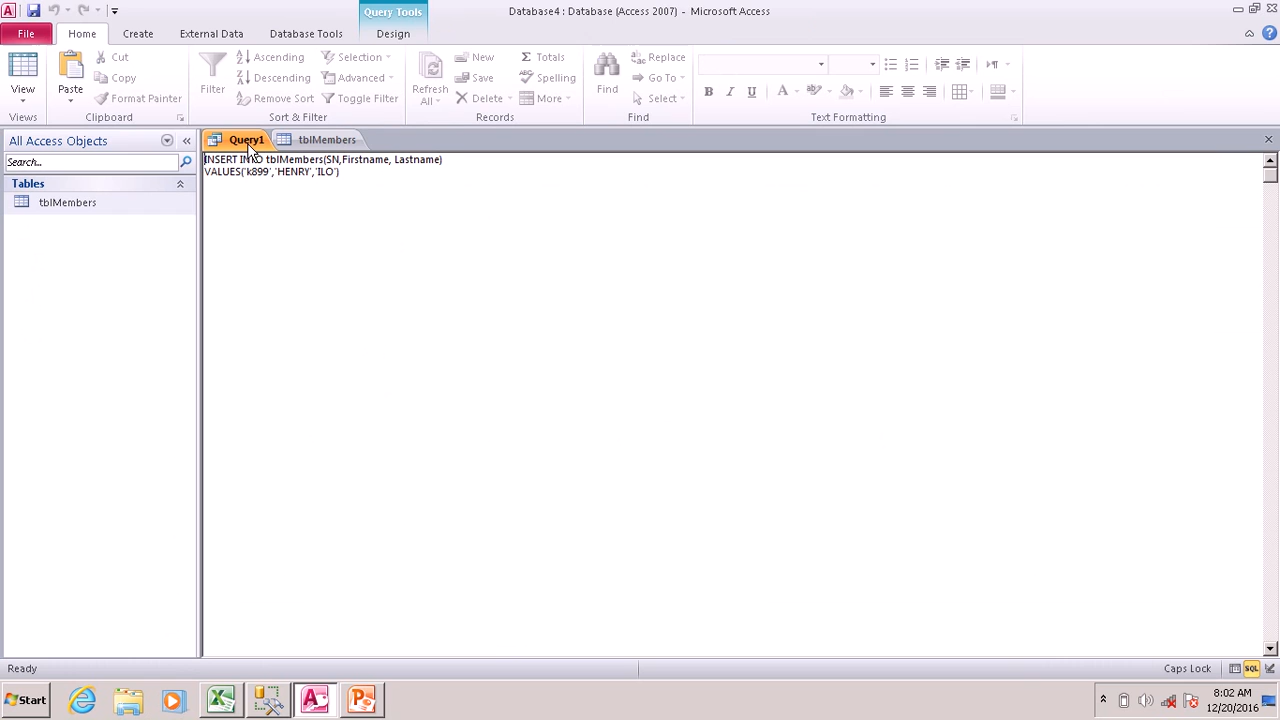 Query Tools
Database4 : Database (Access 2007) - Microsoft Access
File
Home
Create
External Data
Database Tools
Design
View
Paste
Cut
Copy
Format Painter
Clipboard
Filter
Ascending
Descending
Remove Sort
Selection
Advanced
Toggle Filter
Sort & Filter
Refresh
All
New
Save
Delete
Totals
Spelling
More
Records
Find
Replace
Go To
Select
Find
B I U
A
Text Formatting
All Access Objects
Search...
Tables
tblMembers
Query1
tblMembers
INSERT INTO tblMembers(SN,Firstname, Lastname)
VALUES('k899','HENRY','ILO')
Ready
Caps Lock
SQL
Start
8:02 AM
12/20/2016